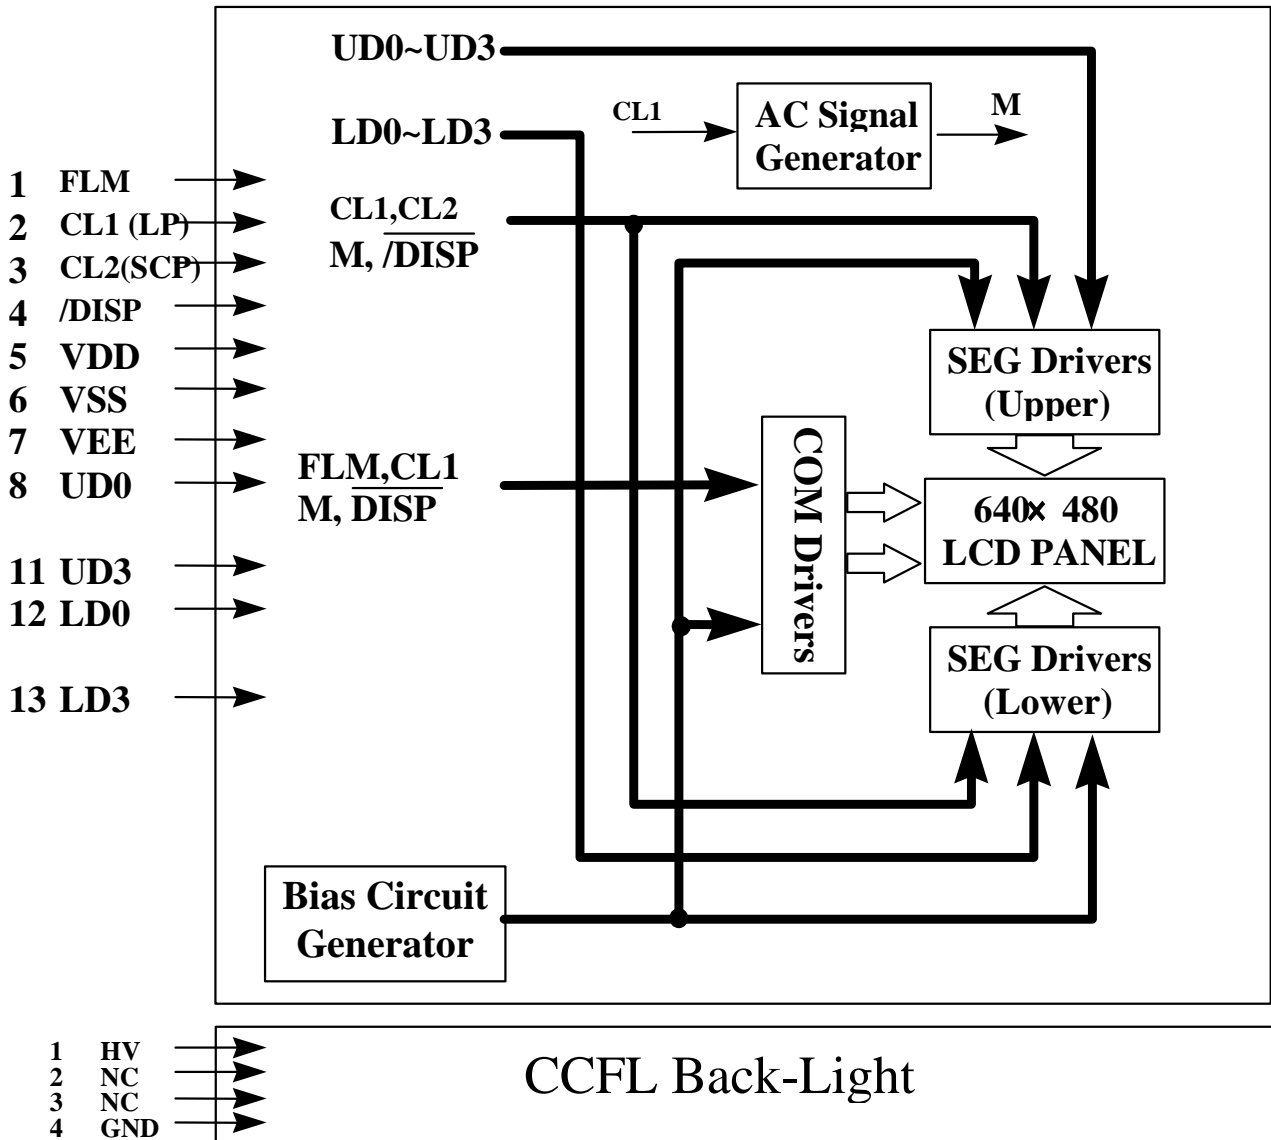 UD0~UD3
LD0~LD3
CL1
AC Signal
Generator
M
1 FLM
2 CL1 (LP)
3 CL2(SCP)
4 /DISP
5 VDD
6 VSS
7 VEE
8 UD0
11 UD3
12 LD0
13 LD3
CL1,CL2
M, /DISP
FLM,CL1
M, DISP
COM Drivers
SEG Drivers
(Upper)
640× 480
LCD PANEL
SEG Drivers
(Lower)
Bias Circuit
Generator
1 HV
2 NC
3 NC
4 GND
CCFL Back-Light